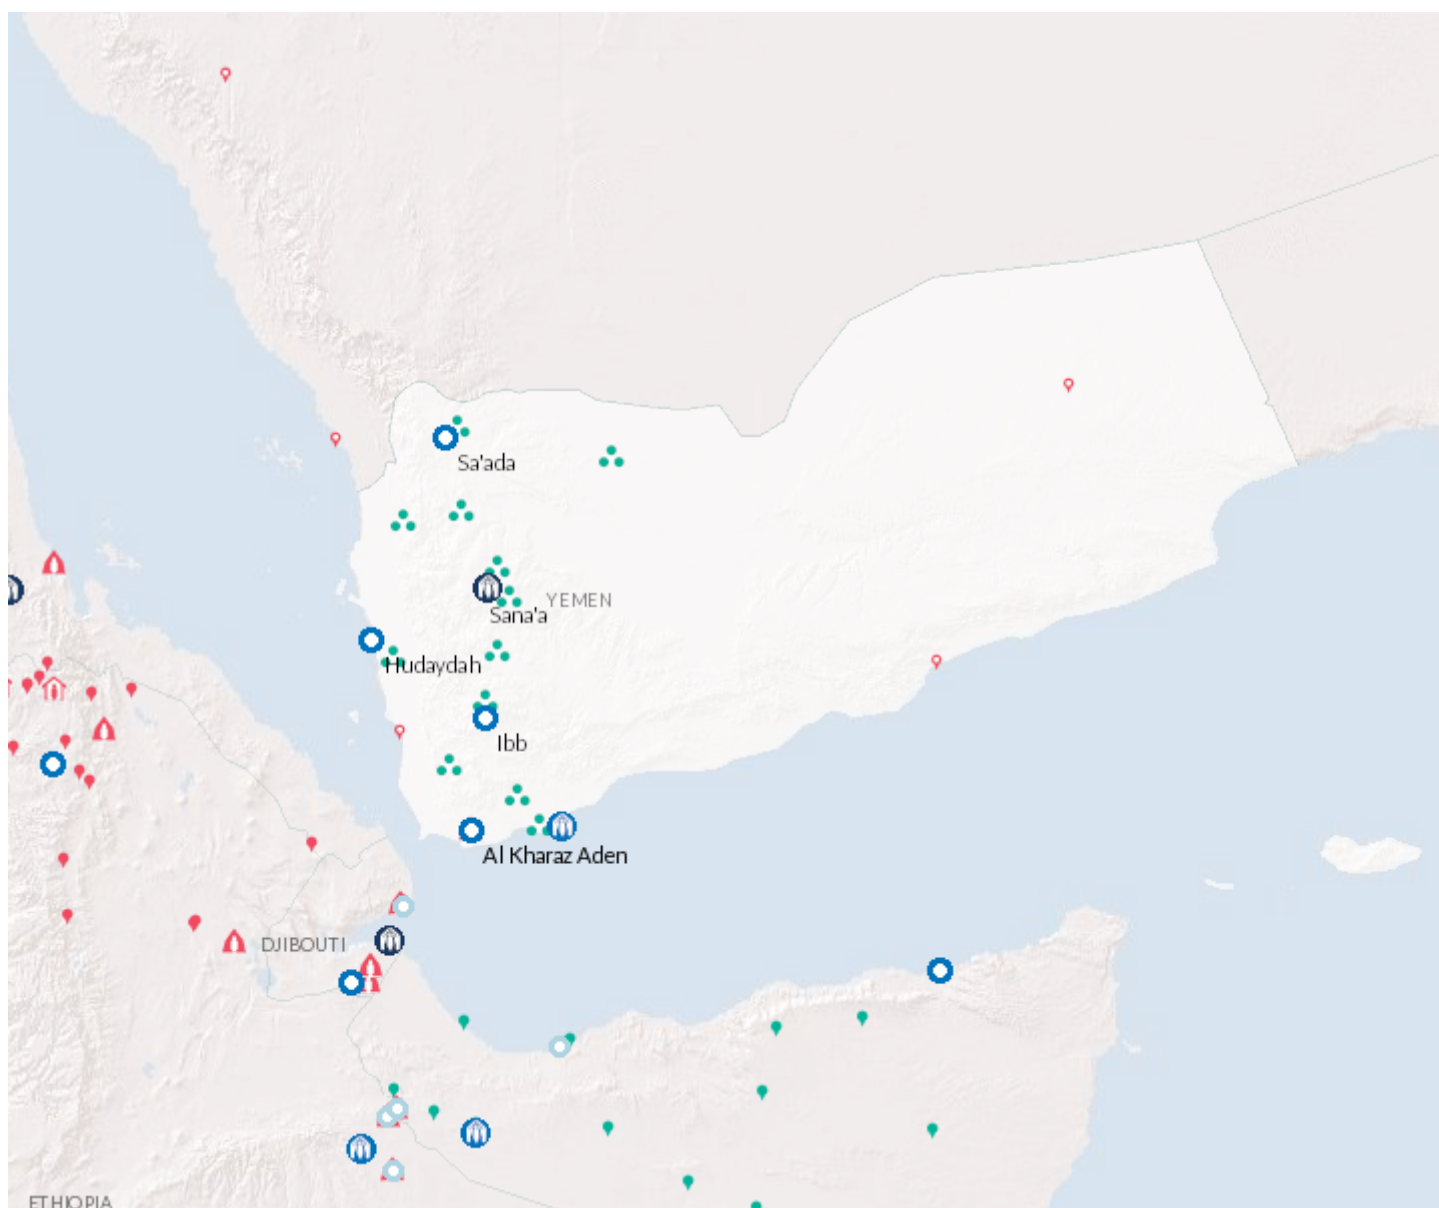 Sa'ada
YEMEN
Sana'a
Hudaydah
Ibb
Al Kharaz Aden
DJIBOUTI
ETHIOPIA